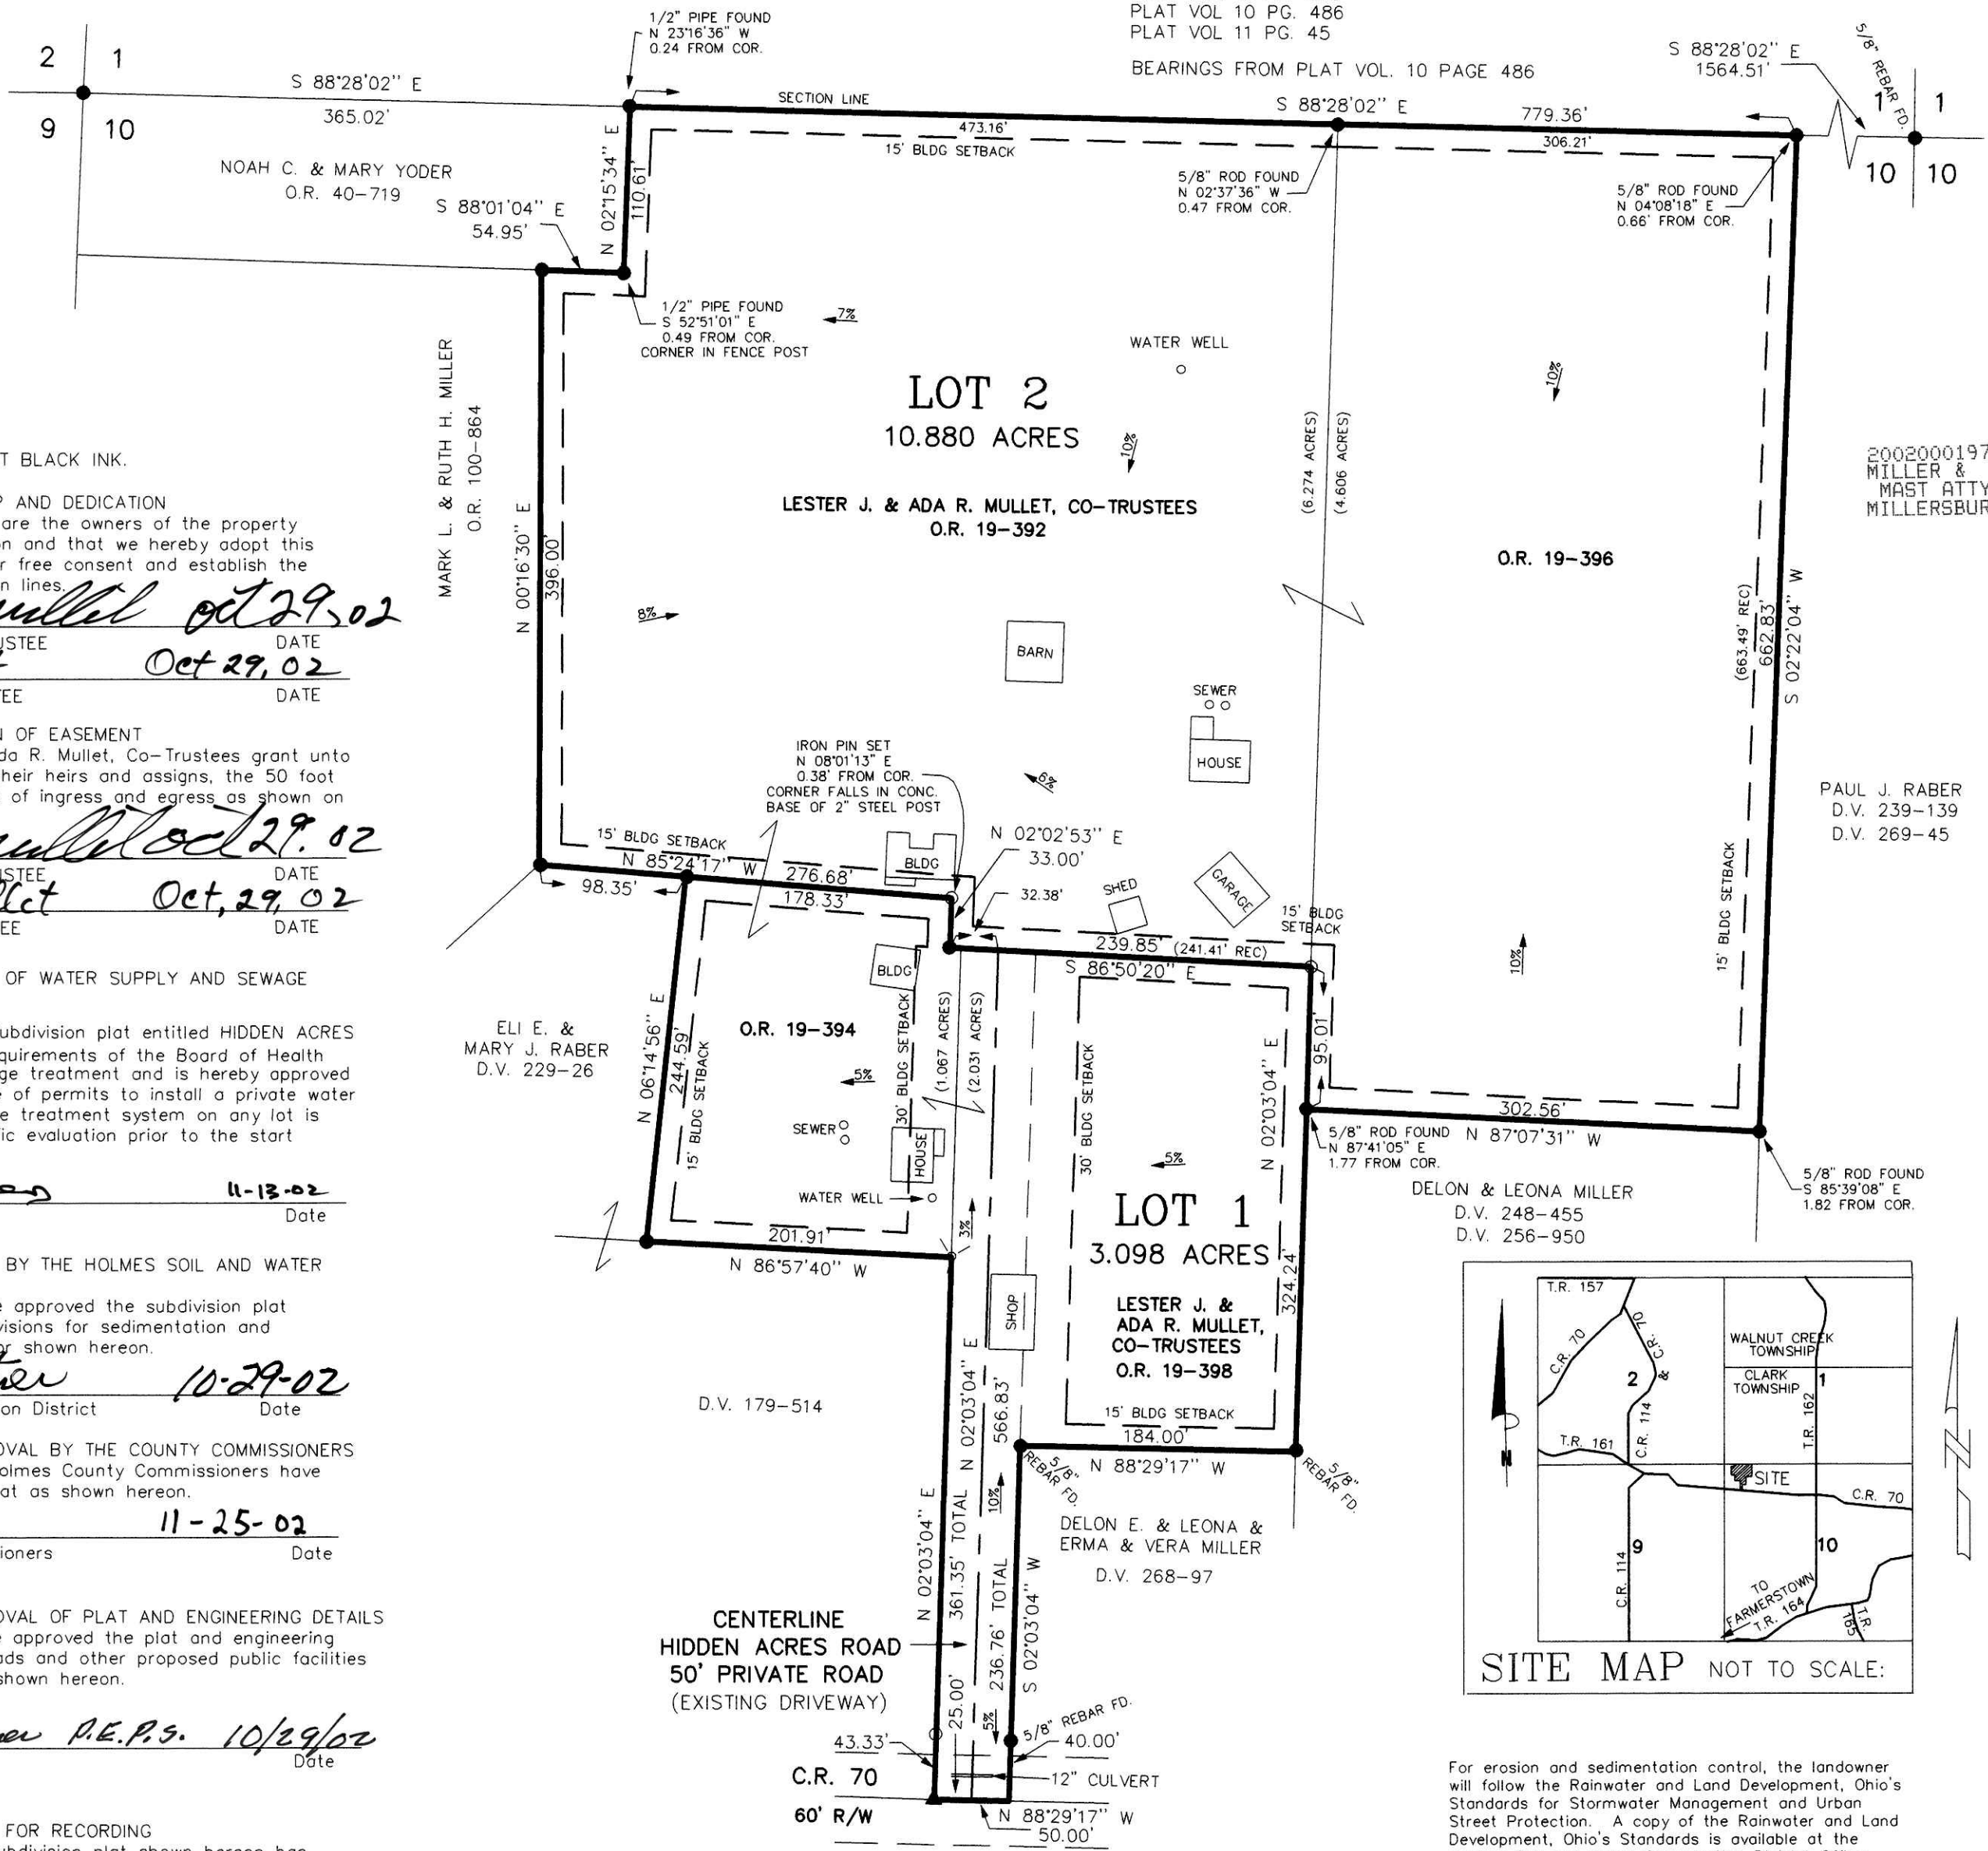 PLAT VOL 10 PG. 486
PLAT VOL 11 PG. 45
BEARINGS FROM PLAT VOL. 10 PAGE 486
1/2" PIPE FOUND
N 23°16'36" W
0.24 FROM COR.
2
1
9
10
S 88°28'02" E
365.02'
SECTION LINE
S 88°28'02" E
779.36'
473.16'
306.21'
15' BLDG SETBACK
S 88°28'02" E
1564.51'
5/8" REBAR FD.
1
1
10
10
NOAH C. & MARY YODER
O.R. 40-719
S 88°01'04" E
54.95'
N 02°15'34" E
110.61'
5/8" ROD FOUND
N 02°37'36" W
0.47 FROM COR.
5/8" ROD FOUND
N 04°08'18" E
0.66' FROM COR.
1/2" PIPE FOUND
S 52°51'01" E
0.49 FROM COR.
CORNER IN FENCE POST
7%
WATER WELL
10%
LOT 2
10.880 ACRES
10%
LESTER J. & ADA R. MULLET, CO-TRUSTEES
O.R. 19-392
(6.274 ACRES)
(4.606 ACRES)
O.R. 19-396
MARK L. & RUTH H. MILLER
O.R. 100-864
N 00°16'30" E
396.00'
2002000197
MILLER &
MAST ATTY
MILLERSBUR
(663.49' REC)
662.83'
S 02°22'04" W
15' BLDG SETBACK
PAUL J. RABER
D.V. 239-139
D.V. 269-45
8%
BARN
SEWER
HOUSE
6%
IRON PIN SET
N 08°01'13" E
0.38' FROM COR.
CORNER FALLS IN CONC.
BASE OF 2" STEEL POST
15' BLDG SETBACK
N 85°24'17" W
276.68'
98.35'
178.33'
BLDG
N 02°02'53" E
33.00'
32.38'
SHED
GARAGE
15' BLDG
SETBACK
239.85' (241.41' REC)
S 86°50'20" E
10%
T BLACK INK.
P AND DEDICATION
are the owners of the property
on and that we hereby adopt this
r free consent and establish the
n lines.
oct 29, 02
USTEE
DATE
Oct 29, 02
TEE
DATE
N OF EASEMENT
da R. Mullet, Co-Trustees grant unto
heir heirs and assigns, the 50 foot
of ingress and egress as shown on
oct 29. 02
STEE
DATE
Oct, 29, 02
EE
DATE
OF WATER SUPPLY AND SEWAGE
ubdivision plat entitled HIDDEN ACRES
quirements of the Board of Health
ge treatment and is hereby approved
e of permits to install a private water
e treatment system on any lot is
fic evaluation prior to the start
11-13-02
Date
BY THE HOLMES SOIL AND WATER
e approved the subdivision plat
visions for sedimentation and
or shown hereon.
10-29-02
on District
Date
OVAL BY THE COUNTY COMMISSIONERS
olmes County Commissioners have
at as shown hereon.
11-25-02
ioners
Date
OVAL OF PLAT AND ENGINEERING DETAILS
e approved the plat and engineering
ads and other proposed public facilities
shown hereon.
P.E.P.S. 10/29/02
Date
FOR RECORDING
ELI E. &
MARY J. RABER
D.V. 229-26
N 06°14'56" E
244.59'
15' BLDG SETBACK
BLDG
O.R. 19-394
5%
SEWER
HOUSE
WATER WELL
30' BLDG SETBACK
(1.067 ACRES)
(2.031 ACRES)
201.91'
N 86°57'40" W
3%
30' BLDG SETBACK
5%
N 02°03'04" E
324.24'
95.01'
5/8" ROD FOUND
N 87°41'05" E
1.77 FROM COR.
302.56'
N 87°07'31" W
5/8" ROD FOUND
S 85°39'08" E
1.82 FROM COR.
DELON & LEONA MILLER
D.V. 248-455
D.V. 256-950
LOT 1
3.098 ACRES
LESTER J. &
ADA R. MULLET,
CO-TRUSTEES
O.R. 19-398
SHOP
15' BLDG SETBACK
184.00'
N 88°29'17" W
5/8"
REBAR FD.
5/8"
REBAR FD.
D.V. 179-514
N 02°03'04" E
361.35' TOTAL
N 02°03'04" E
566.83'
10%
236.76' TOTAL
S 02°03'04" W
DELON E. & LEONA &
ERMA & VERA MILLER
D.V. 268-97
CENTERLINE
HIDDEN ACRES ROAD
50' PRIVATE ROAD
(EXISTING DRIVEWAY)
25.00'
5%
5/8" REBAR FD.
43.33'
40.00'
C.R. 70
12" CULVERT
60' R/W
N 88°29'17" W
50.00'
T.R. 157
C.R. 70
C.R. 70
&
C.R. 114
2
WALNUT CREEK
TOWNSHIP
CLARK
TOWNSHIP
1
T.R. 162
T.R. 161
N
SITE
C.R. 70
9
10
C.R. 114
TO
FARMERSTOWN
T.R. 164
T.R.
165
SITE MAP NOT TO SCALE:
For erosion and sedimentation control, the landowner
will follow the Rainwater and Land Development, Ohio's
Standards for Stormwater Management and Urban
Street Protection. A copy of the Rainwater and Land
Development, Ohio's Standards is available at the